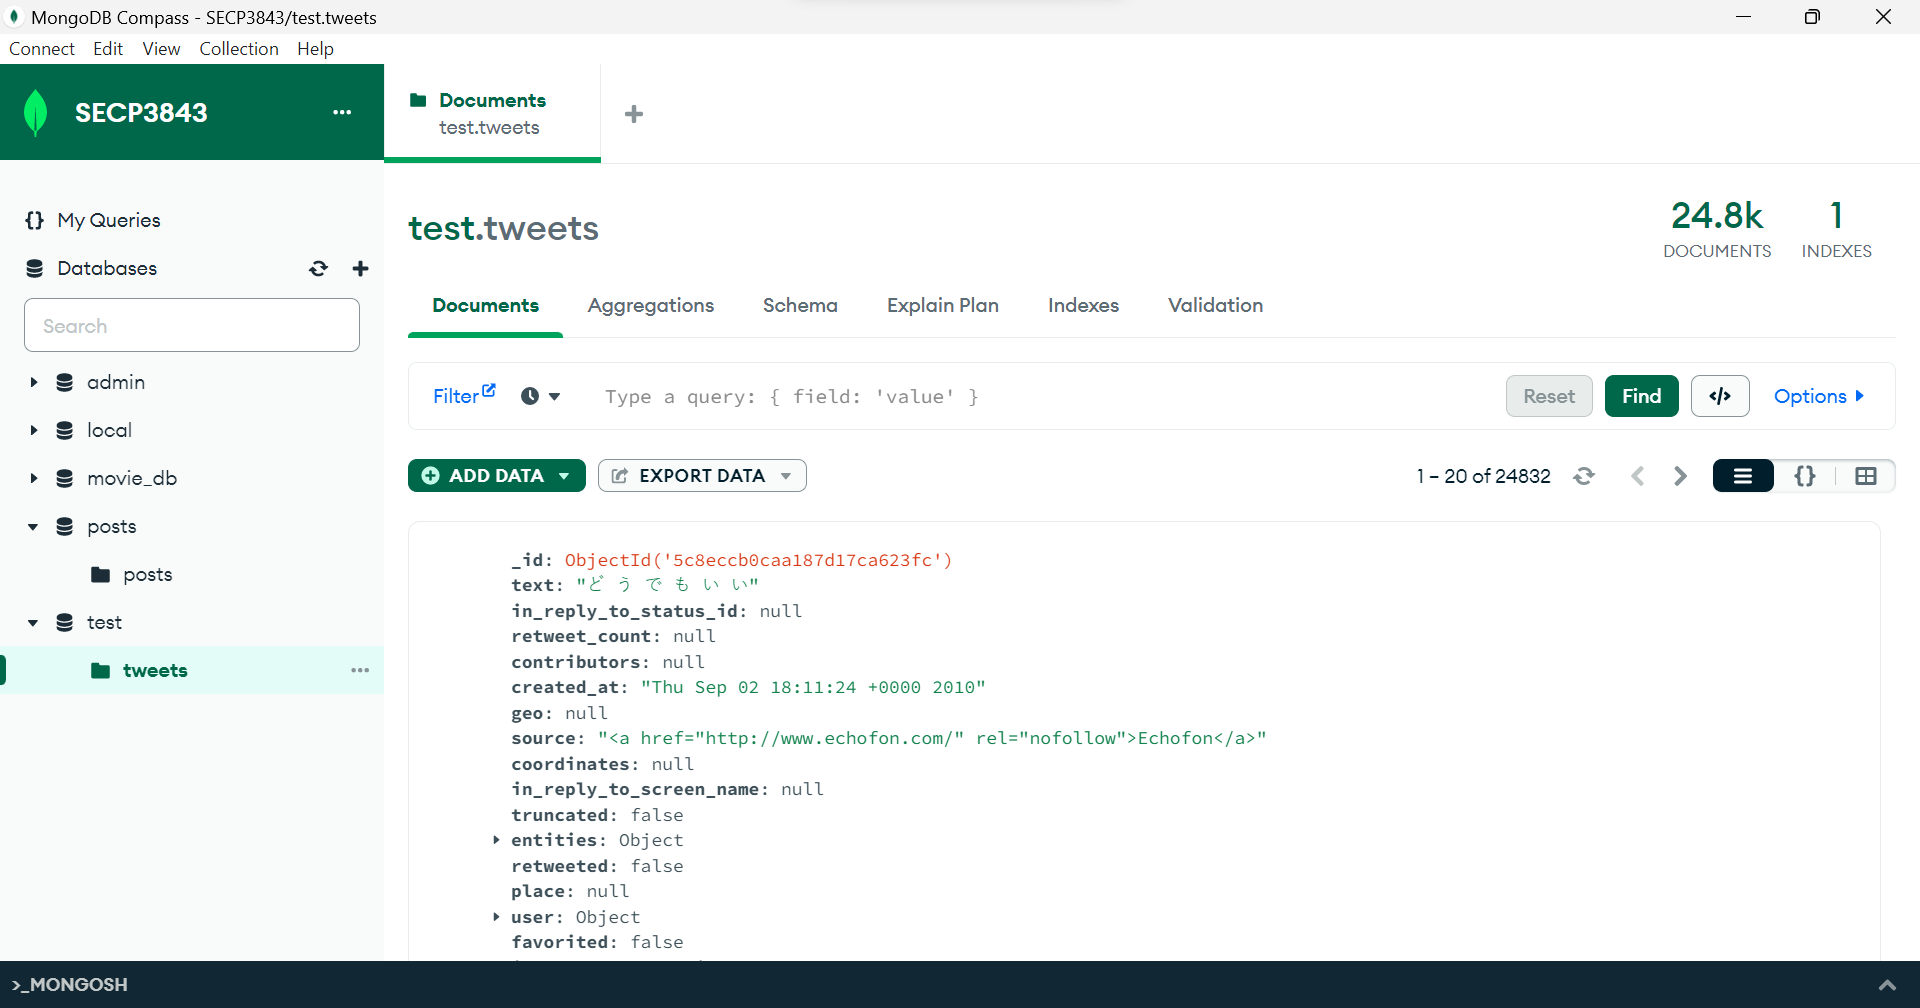 MongoDB Compass - SECP3843/test.tweets
Connect Edit View Collection Help
SECP3843
Documents
test.tweets
My Queries
Databases
Search
admin
local
movie_db
posts
posts
test
tweets
test.tweets
24.8k
DOCUMENTS
1
INDEXES
Documents Aggregations Schema Explain Plan Indexes Validation
Filter Type a query: { field: 'value' } Reset Find </> Options
ADD DATA EXPORT DATA 1 – 20 of 24832 {}
_id: ObjectId('5c8eccb0caa187d17ca623fc')
text: "ど う で も い い"
in_reply_to_status_id: null
retweet_count: null
contributors: null
created_at: "Thu Sep 02 18:11:24 +0000 2010"
geo: null
source: "<a href="http://www.echofon.com/" rel="nofollow">Echofon</a>"
coordinates: null
in_reply_to_screen_name: null
truncated: false
entities: Object
retweeted: false
place: null
user: Object
favorited: false
>_MONGOSH